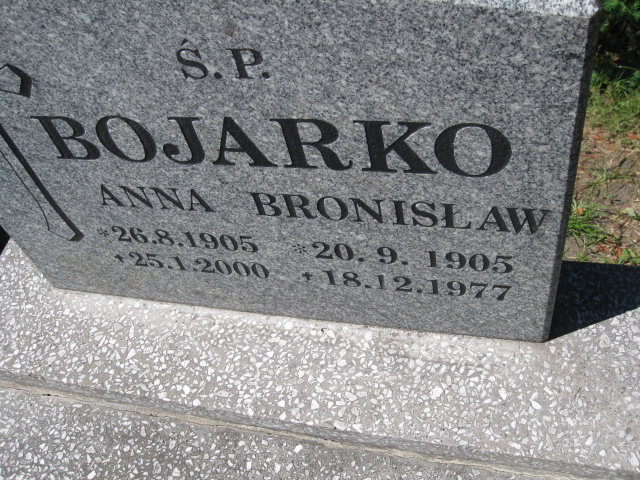 Ś.P.
BOJARKO
ANNA BRONISŁAW
*26.8.1905 *20.9.1905
+25.1.2000 +18.12.1977